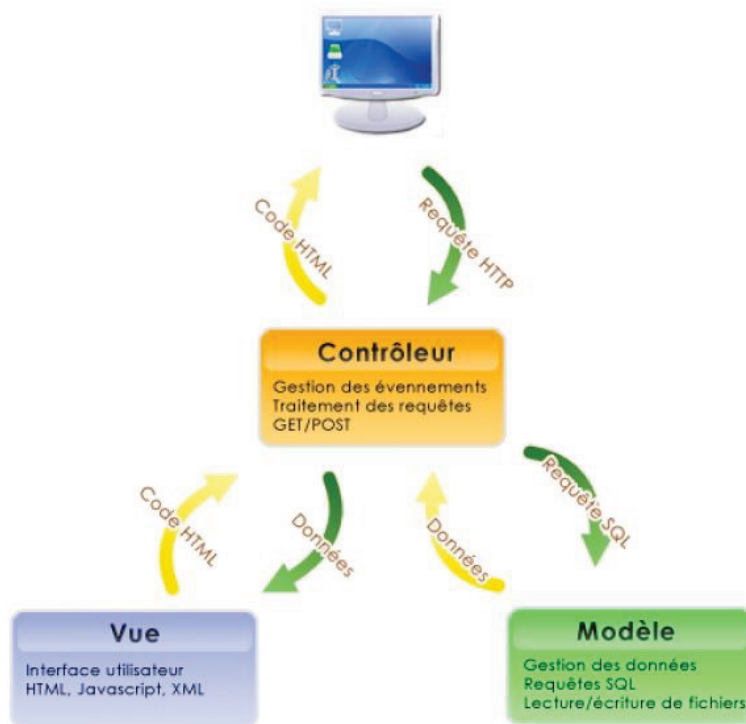 Code HTML
Requête HTTP
Contrôleur
Gestion des évennements
Traitement des requêtes
GET/POST
Code HTML
Données
Données
Requête SQL
Vue
Interface utilisateur
HTML, Javascript, XML
Modèle
Gestion des données
Requêtes SQL
Lecture/écriture de fichiers